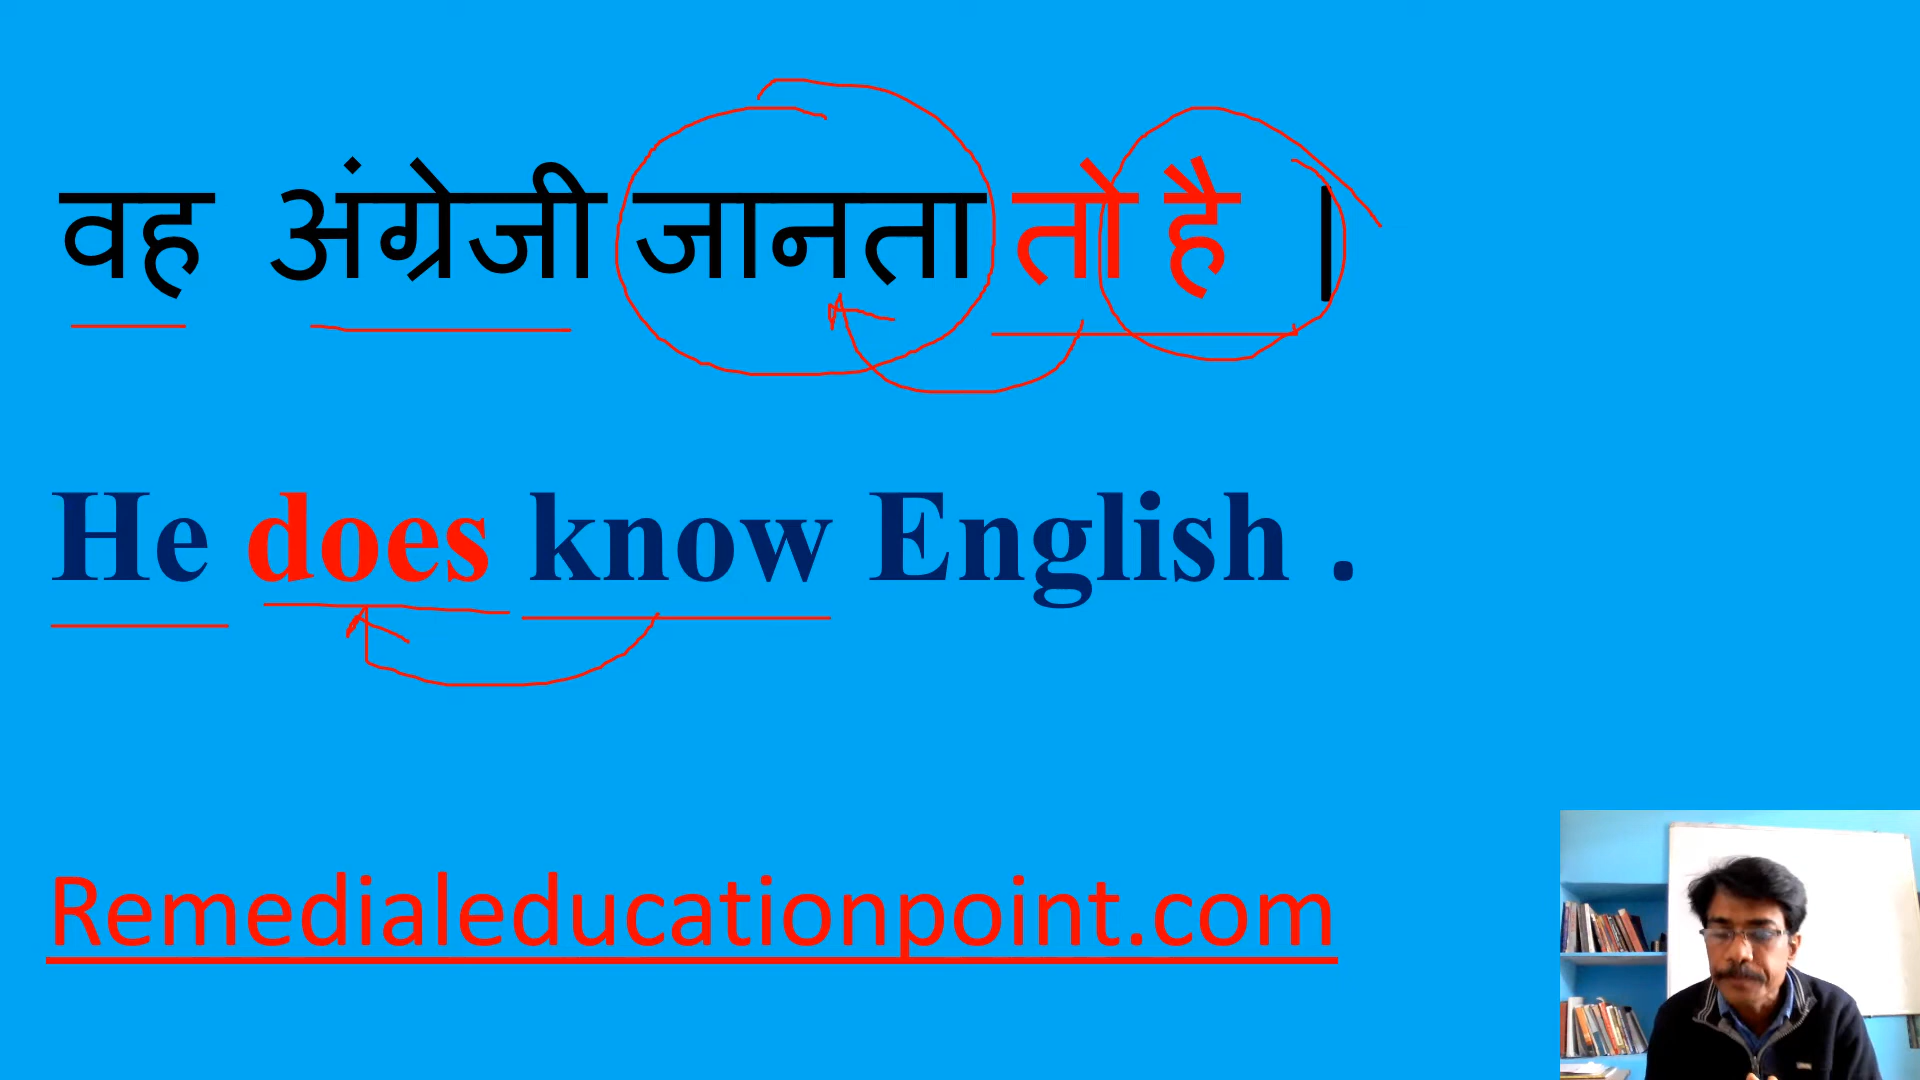 वह अंग्रेजी जानता तो है |
He does know English .
Remedialeducationpoint.com